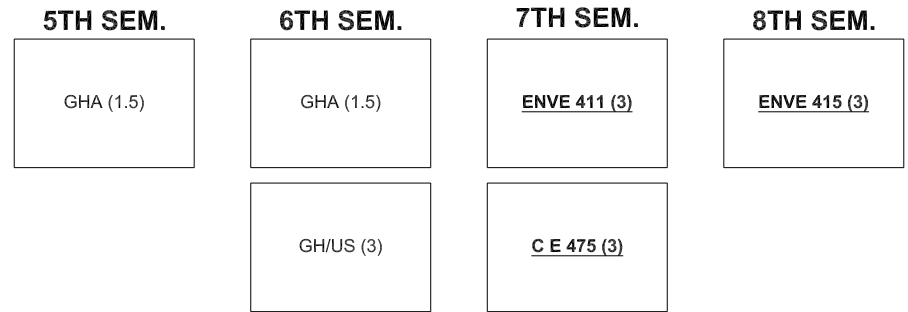 5TH SEM. 6TH SEM. 7TH SEM. 8TH SEM.
GHA (1.5) GHA (1.5) ENVE 411 (3) ENVE 415 (3)
GH/US (3) C E 475 (3)